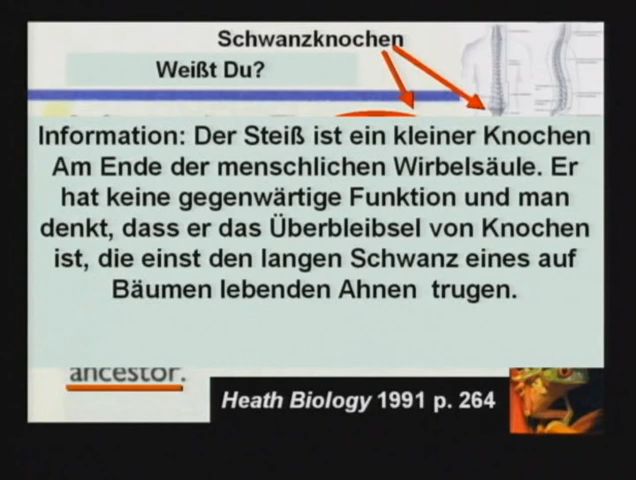 Schwanzknochen
Weißt Du?
Information: Der Steiß ist ein kleiner Knochen
Am Ende der menschlichen Wirbelsäule. Er
hat keine gegenwärtige Funktion und man
denkt, dass er das Überbleibsel von Knochen
ist, die einst den langen Schwanz eines auf
Bäumen lebenden Ahnen trugen.
ancestor.
Heath Biology 1991 p. 264